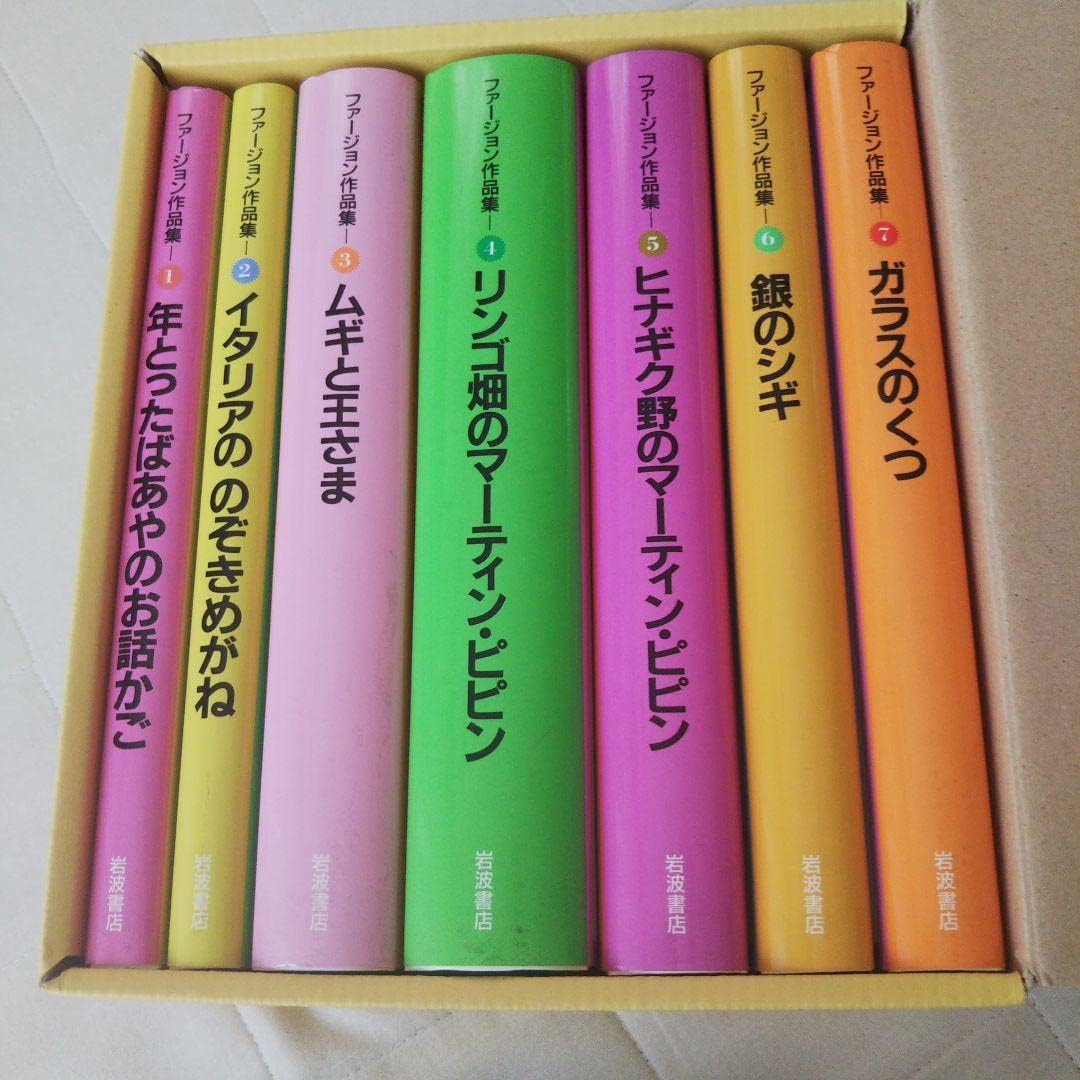 ファージョン作品集—1
年とったばあやのお話かご
岩波書店
ファージョン作品集—2
イタリアの のぞきめがね
岩波書店
ファージョン作品集—3
ムギと王さま
岩波書店
ファージョン作品集—4
リンゴ畑のマーティン・ピピン
岩波書店
ファージョン作品集—5
ヒナギク野のマーティン・ピピン
岩波書店
ファージョン作品集—6
銀のシギ
岩波書店
ファージョン作品集—7
ガラスのくつ
岩波書店